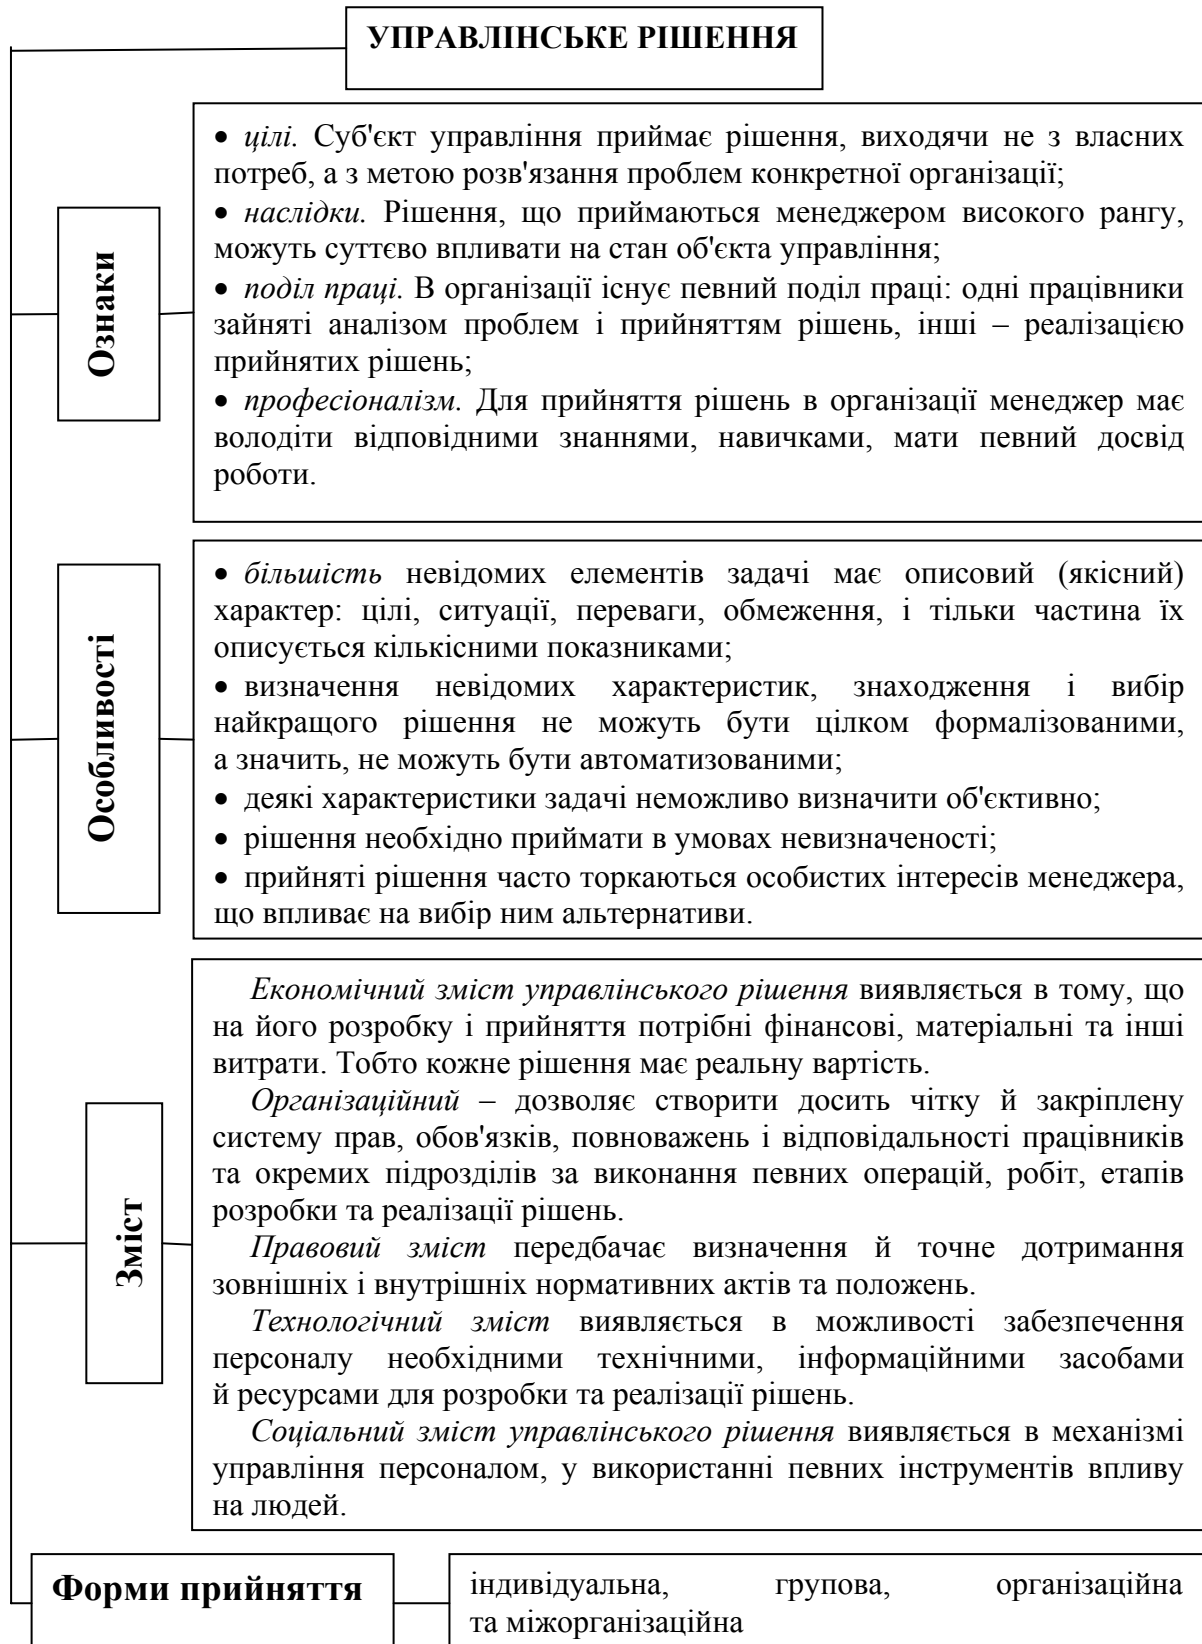 УПРАВЛІНСЬКЕ РІШЕННЯ
Ознаки
• цілі. Суб'єкт управління приймає рішення, виходячи не з власних
потреб, а з метою розв'язання проблем конкретної організації;
• наслідки. Рішення, що приймаються менеджером високого рангу,
можуть суттєво впливати на стан об'єкта управління;
• поділ праці. В організації існує певний поділ праці: одні працівники
зайняті аналізом проблем і прийняттям рішень, інші – реалізацією
прийнятих рішень;
• професіоналізм. Для прийняття рішень в організації менеджер має
володіти відповідними знаннями, навичками, мати певний досвід
роботи.
Особливості
• більшість невідомих елементів задачі має описовий (якісний)
характер: цілі, ситуації, переваги, обмеження, і тільки частина їх
описується кількісними показниками;
• визначення невідомих характеристик, знаходження і вибір
найкращого рішення не можуть бути цілком формалізованими,
а значить, не можуть бути автоматизованими;
• деякі характеристики задачі неможливо визначити об'єктивно;
• рішення необхідно приймати в умовах невизначеності;
• прийняті рішення часто торкаються особистих інтересів менеджера,
що впливає на вибір ним альтернативи.
Зміст
Економічний зміст управлінського рішення виявляється в тому, що
на його розробку і прийняття потрібні фінансові, матеріальні та інші
витрати. Тобто кожне рішення має реальну вартість.
Організаційний – дозволяє створити досить чітку й закріплену
систему прав, обов'язків, повноважень і відповідальності працівників
та окремих підрозділів за виконання певних операцій, робіт, етапів
розробки та реалізації рішень.
Правовий зміст передбачає визначення й точне дотримання
зовнішніх і внутрішніх нормативних актів та положень.
Технологічний зміст виявляється в можливості забезпечення
персоналу необхідними технічними, інформаційними засобами
й ресурсами для розробки та реалізації рішень.
Соціальний зміст управлінського рішення виявляється в механізмі
управління персоналом, у використанні певних інструментів впливу
на людей.
Форми прийняття
індивідуальна, групова, організаційна
та міжорганізаційна